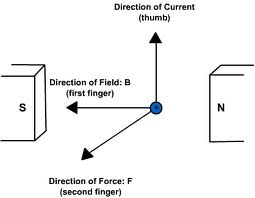 Direction of Current
(thumb)
Direction of Field: B
(first finger)
S
N
Direction of Force: F
(second finger)